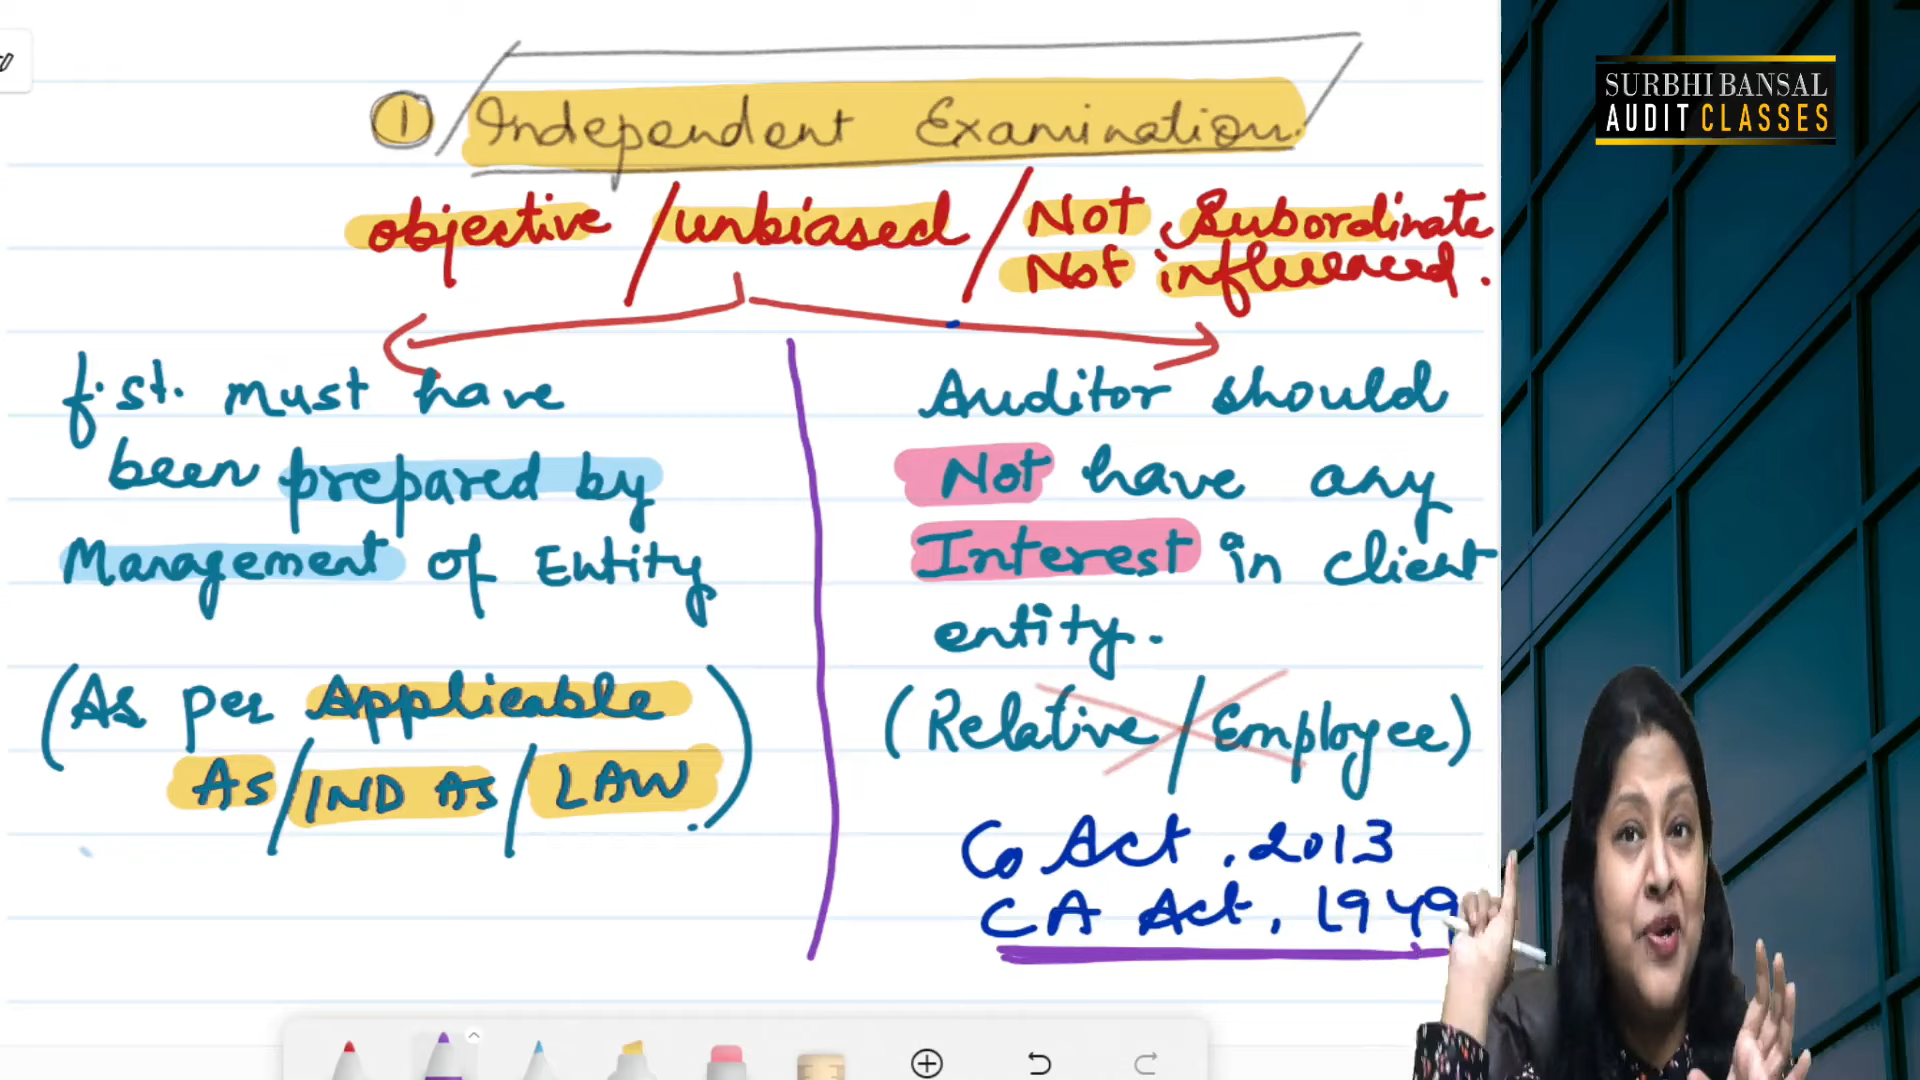 SURBHI BANSAL
AUDIT CLASSES
① Independent Examination.
objective / unbiased / Not Subordinate
Not influenced.
f.st. must have
been prepared by
Management of Entity
(As per Applicable
AS / IND AS / LAW).
Auditor should
Not have any
Interest in client
entity.
(Relative / Employee)
Co Act, 2013
CA Act, 1949